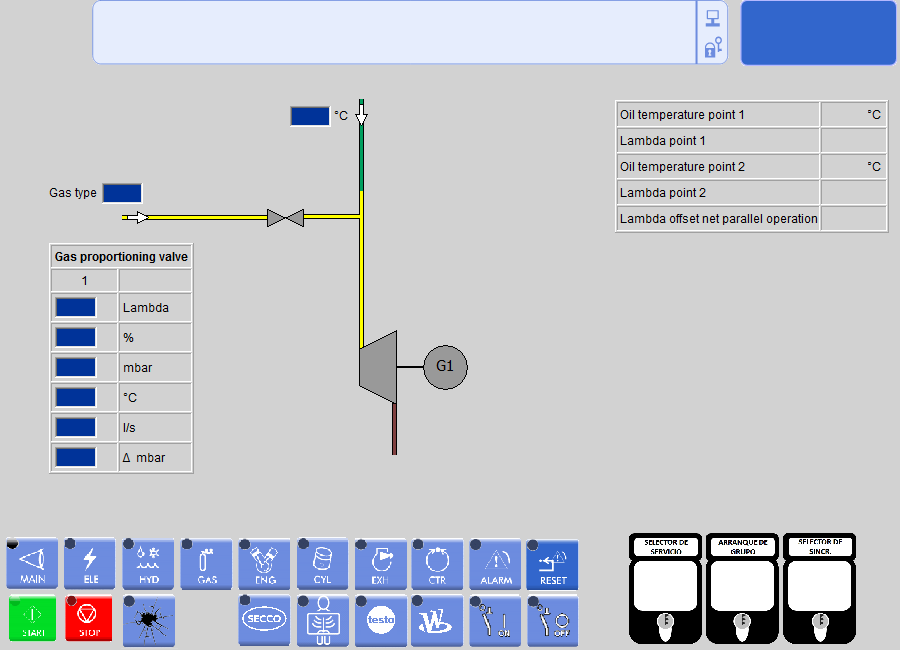 °C
Oil temperature point 1 °C
Lambda point 1
Oil temperature point 2 °C
Lambda point 2
Lambda offset net parallel operation
Gas type
Gas proportioning valve
1
Lambda
%
mbar
°C
l/s
Δ mbar
G1
MAIN
ELE
HYD
GAS
ENG
CYL
EXH
CTR
ALARM
RESET
START
STOP
SECCO
testo
W
ON
OFF
SELECTOR DE
SERVICIO
ARRANQUE DE
GRUPO
SELECTOR DE
SINCR.